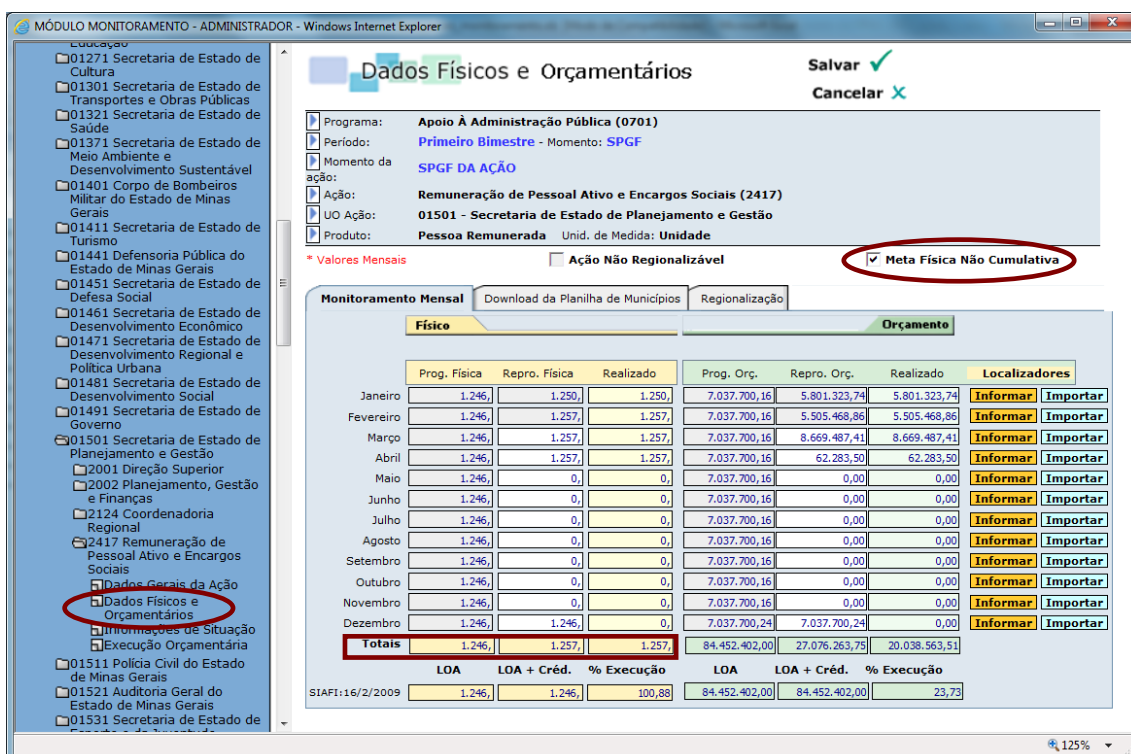 MÓDULO MONITORAMENTO - ADMINISTRADOR - Windows Internet Explorer
Educação
01271 Secretaria de Estado de
Cultura
01301 Secretaria de Estado de
Transportes e Obras Públicas
01321 Secretaria de Estado de
Saúde
01371 Secretaria de Estado de
Meio Ambiente e
Desenvolvimento Sustentável
01401 Corpo de Bombeiros
Militar do Estado de Minas
Gerais
01411 Secretaria de Estado de
Turismo
01441 Defensoria Pública do
Estado de Minas Gerais
01451 Secretaria de Estado de
Defesa Social
01461 Secretaria de Estado de
Desenvolvimento Econômico
01471 Secretaria de Estado de
Desenvolvimento Regional e
Política Urbana
01481 Secretaria de Estado de
Desenvolvimento Social
01491 Secretaria de Estado de
Governo
01501 Secretaria de Estado de
Planejamento e Gestão
2001 Direção Superior
2002 Planejamento, Gestão
e Finanças
2124 Coordenadoria
Regional
2417 Remuneração de
Pessoal Ativo e Encargos
Sociais
Dados Gerais da Ação
Dados Físicos e
Orçamentários
Informações de Situação
Execução Orçamentária
01511 Polícia Civil do Estado
de Minas Gerais
01521 Auditoria Geral do
Estado de Minas Gerais
01531 Secretaria de Estado de
Dados Físicos e Orçamentários
Salvar
Cancelar
Programa: Apoio À Administração Pública (0701)
Período: Primeiro Bimestre - Momento: SPGF
Momento da
ação: SPGF DA AÇÃO
Ação: Remuneração de Pessoal Ativo e Encargos Sociais (2417)
UO Ação: 01501 - Secretaria de Estado de Planejamento e Gestão
Produto: Pessoa Remunerada Unid. de Medida: Unidade
* Valores Mensais Ação Não Regionalizável Meta Física Não Cumulativa
Monitoramento Mensal Download da Planilha de Municípios Regionalização
Físico Orçamento
Prog. Física Repro. Física Realizado Prog. Orç. Repro. Orç. Realizado Localizadores
Janeiro 1.246, 1.250, 1.250, 7.037.700,16 5.801.323,74 5.801.323,74 Informar Importar
Fevereiro 1.246, 1.257, 1.257, 7.037.700,16 5.505.468,86 5.505.468,86 Informar Importar
Março 1.246, 1.257, 1.257, 7.037.700,16 8.669.487,41 8.669.487,41 Informar Importar
Abril 1.246, 1.257, 1.257, 7.037.700,16 62.283,50 62.283,50 Informar Importar
Maio 1.246, 0, 0, 7.037.700,16 0,00 0,00 Informar Importar
Junho 1.246, 0, 0, 7.037.700,16 0,00 0,00 Informar Importar
Julho 1.246, 0, 0, 7.037.700,16 0,00 0,00 Informar Importar
Agosto 1.246, 0, 0, 7.037.700,16 0,00 0,00 Informar Importar
Setembro 1.246, 0, 0, 7.037.700,16 0,00 0,00 Informar Importar
Outubro 1.246, 0, 0, 7.037.700,16 0,00 0,00 Informar Importar
Novembro 1.246, 0, 0, 7.037.700,16 0,00 0,00 Informar Importar
Dezembro 1.246, 1.246, 0, 7.037.700,24 7.037.700,24 0,00 Informar Importar
Totais 1.246, 1.257, 1.257, 84.452.402,00 27.076.263,75 20.038.563,51
LOA LOA + Créd. % Execução LOA LOA + Créd. % Execução
SIAFI:16/2/2009 1.246, 1.246, 100,88 84.452.402,00 84.452.402,00 23,73
125%